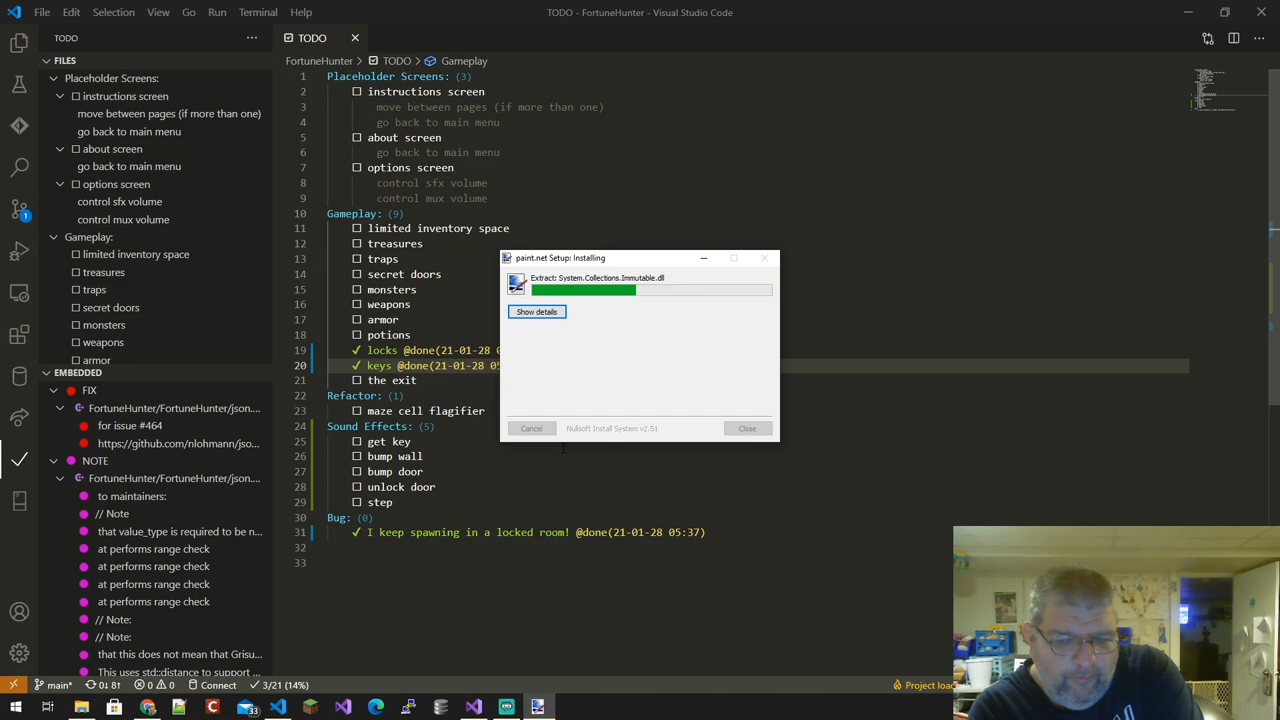 File Edit Selection View Go Run Terminal Help
TODO - FortuneHunter - Visual Studio Code
TODO
TODO
FILES
FortuneHunter > TODO > Gameplay
Placeholder Screens:
instructions screen
move between pages (if more than one)
go back to main menu
about screen
go back to main menu
options screen
control sfx volume
control mux volume
Gameplay:
limited inventory space
treasures
traps
secret doors
monsters
weapons
armor
EMBEDDED
FIX
FortuneHunter/FortuneHunter/json....
for issue #464
https://github.com/nlohmann/jso...
NOTE
FortuneHunter/FortuneHunter/json....
to maintainers:
// Note
that value_type is required to be n...
at performs range check
at performs range check
at performs range check
at performs range check
// Note:
// Note:
that this does not mean that Grisu...
This uses std::distance to support ...
1 Placeholder Screens: (3)
2 instructions screen
3 move between pages (if more than one)
4 go back to main menu
5 about screen
6 go back to main menu
7 options screen
8 control sfx volume
9 control mux volume
10 Gameplay: (9)
11 limited inventory space
12 treasures
13 traps
14 secret doors
15 monsters
16 weapons
17 armor
18 potions
19 ✓ locks @done(21-01-28 0
20 ✓ keys @done(21-01-28 05
21 the exit
22 Refactor: (1)
23 maze cell flagifier
24 Sound Effects: (5)
25 get key
26 bump wall
27 bump door
28 unlock door
29 step
30 Bug: (0)
31 ✓ I keep spawning in a locked room! @done(21-01-28 05:37)
32
33
paint.net Setup: Installing
Extract: System.Collections.Immutable.dll
Show details
Cancel
Nullsoft Install System v2.51
Close
1
main* 0↓ 8↑ 0 0 Connect ✓ 3/21 (14%)
33